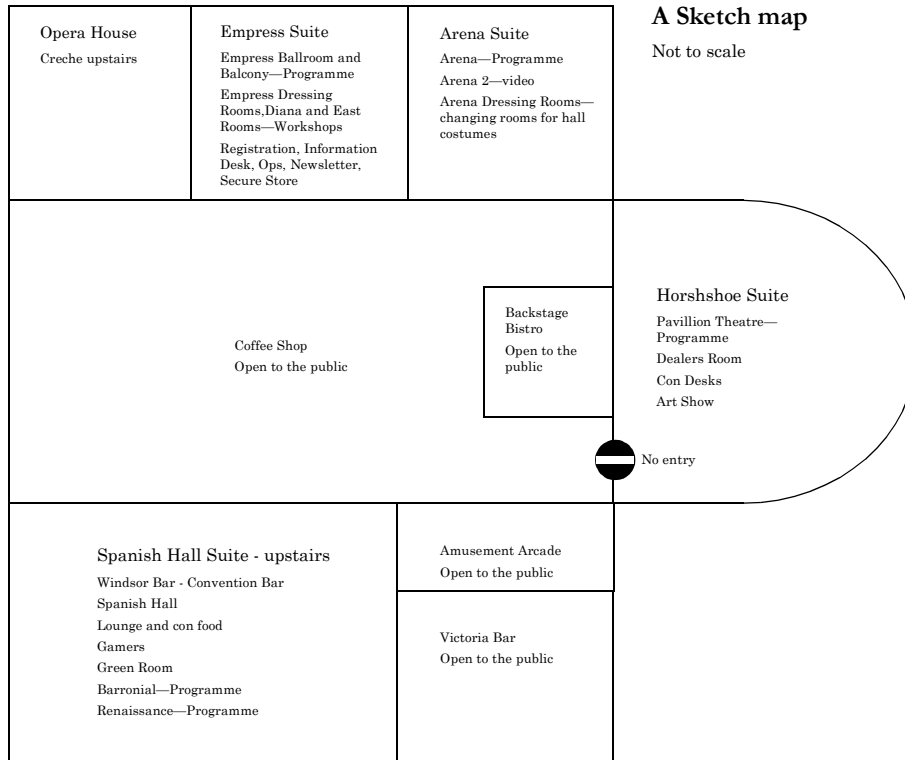 A Sketch map
Not to scale
Opera House
Creche upstairs
Empress Suite
Empress Ballroom and
Balcony—Programme
Empress Dressing
Rooms,Diana and East
Rooms—Workshops
Registration, Information
Desk, Ops, Newsletter,
Secure Store
Arena Suite
Arena—Programme
Arena 2—video
Arena Dressing Rooms—
changing rooms for hall
costumes
Coffee Shop
Open to the public
Backstage
Bistro
Open to the
public
Horshshoe Suite
Pavillion Theatre—
Programme
Dealers Room
Con Desks
Art Show
No entry
Spanish Hall Suite - upstairs
Windsor Bar - Convention Bar
Spanish Hall
Lounge and con food
Gamers
Green Room
Barronial—Programme
Renaissance—Programme
Amusement Arcade
Open to the public
Victoria Bar
Open to the public